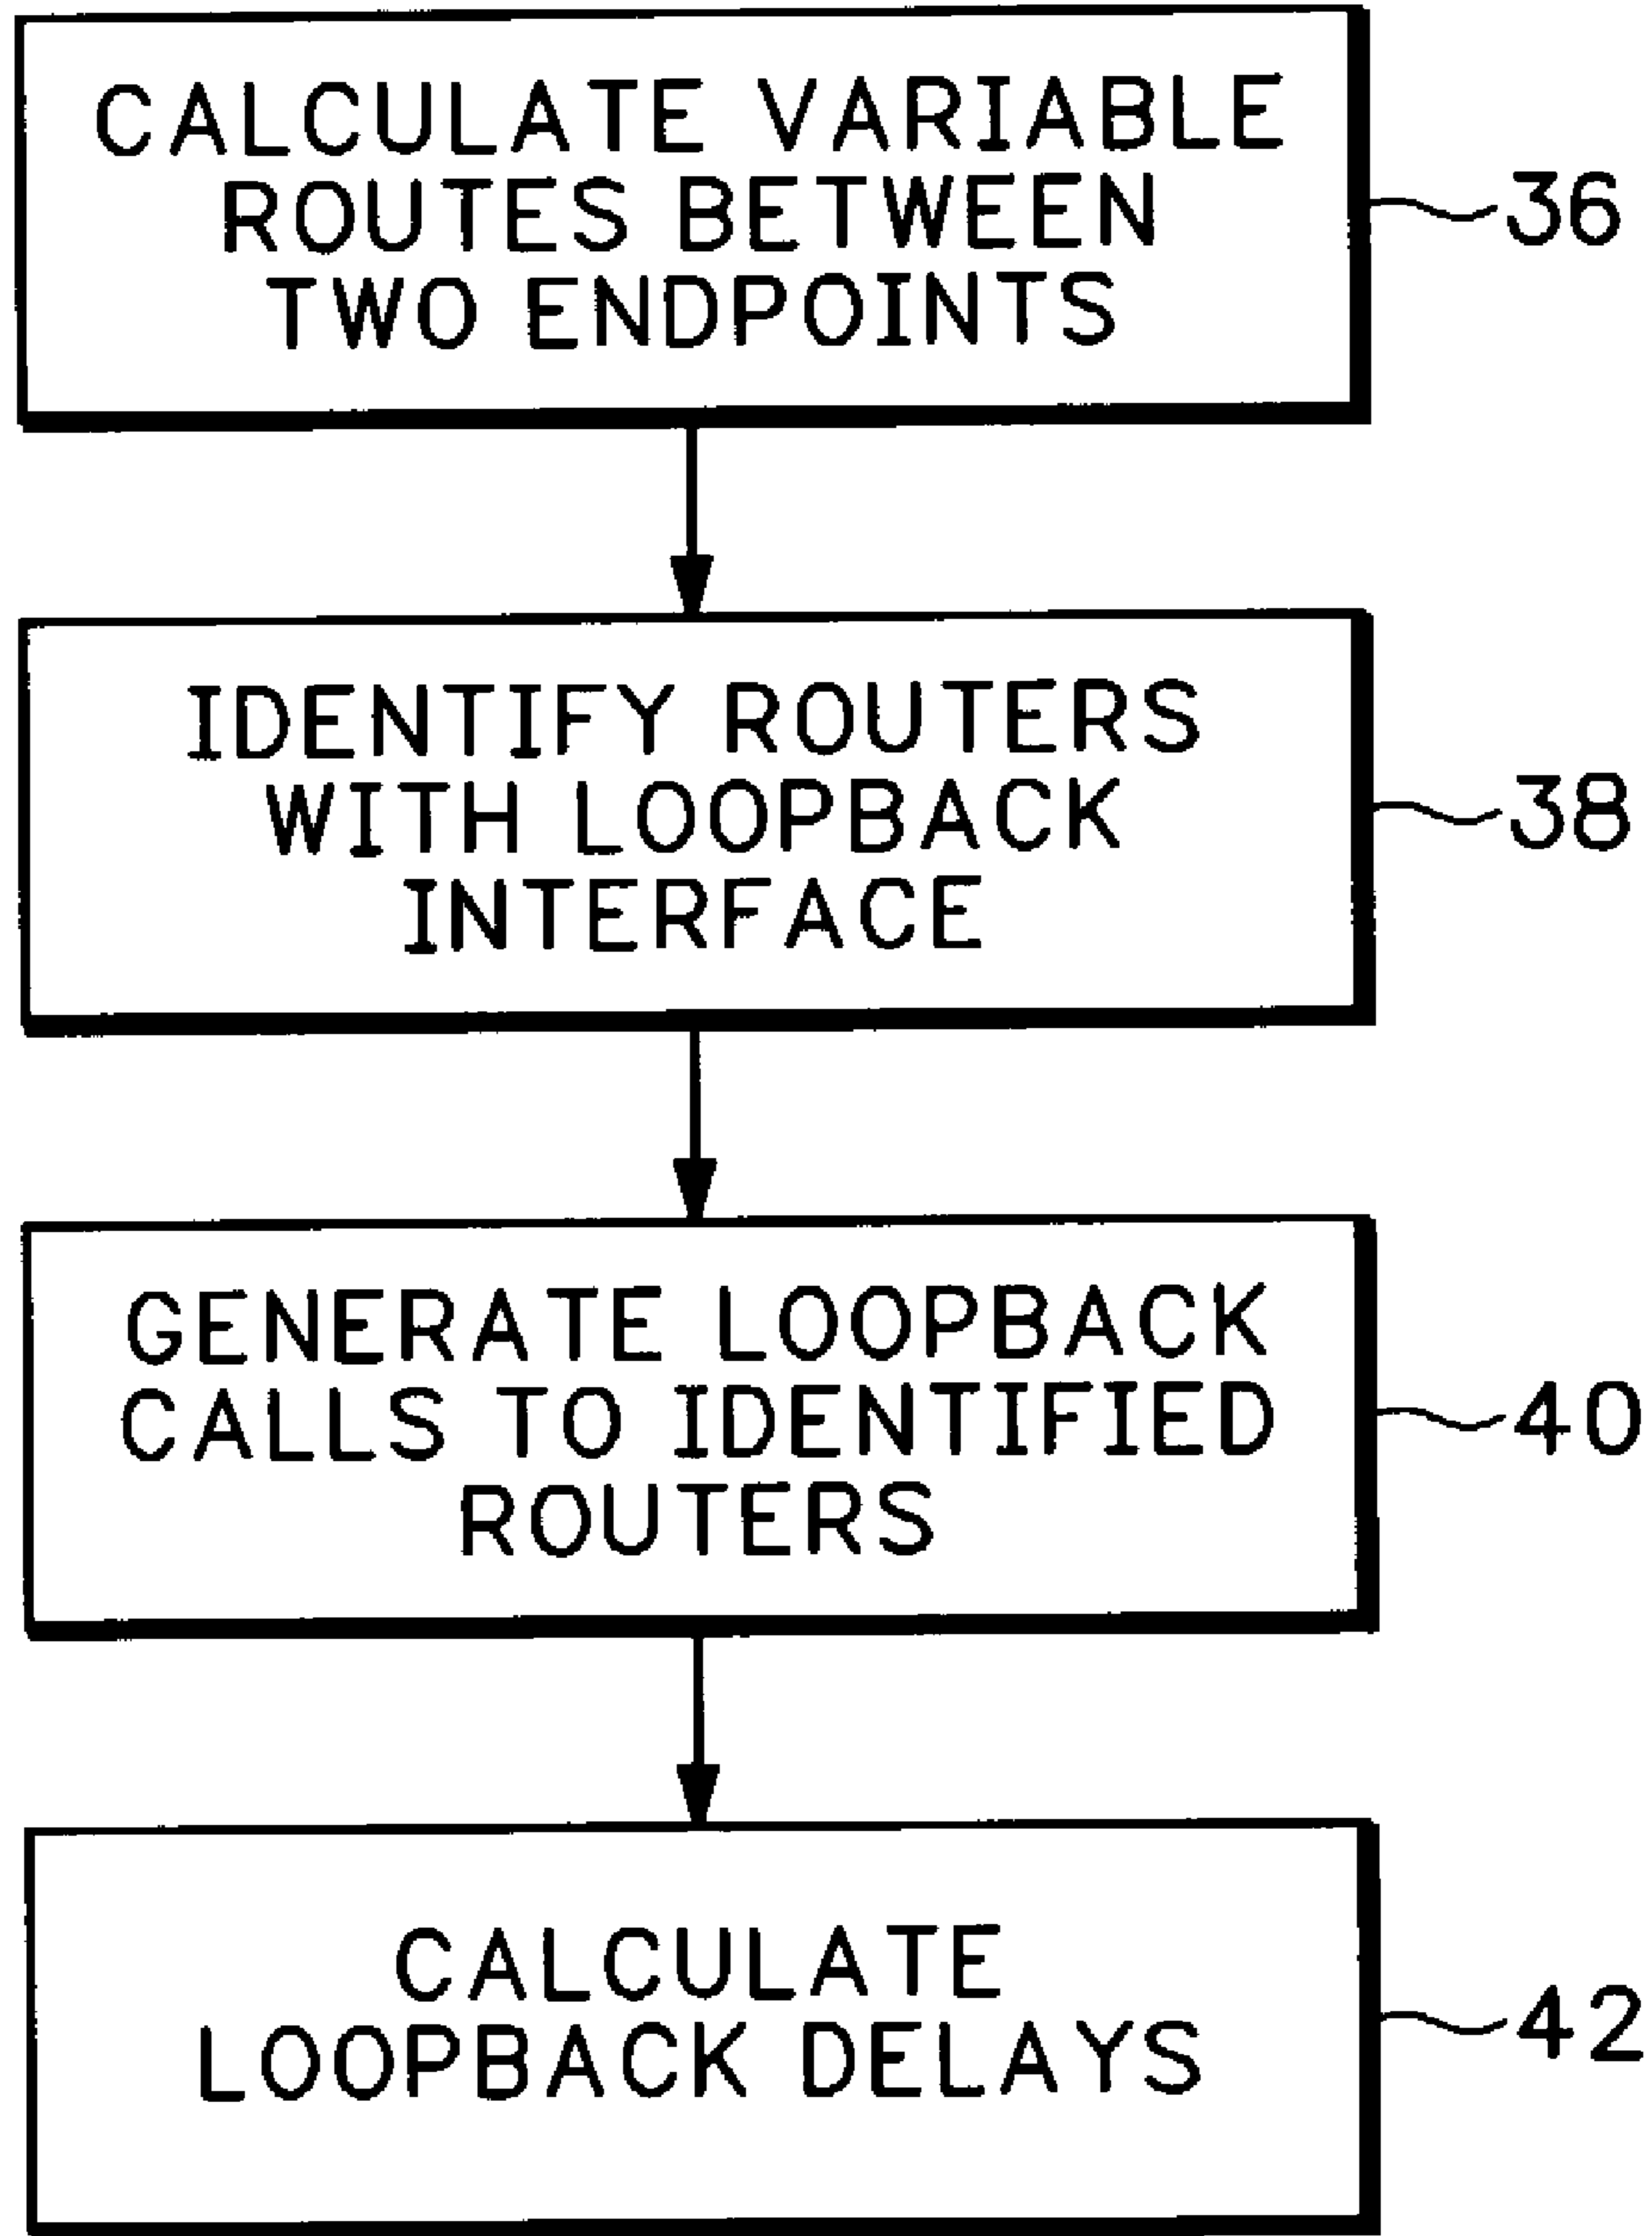 CALCULATE VARIABLE
ROUTES BETWEEN
TWO ENDPOINTS
36
IDENTIFY ROUTERS
WITH LOOPBACK
INTERFACE
38
GENERATE LOOPBACK
CALLS TO IDENTIFIED
ROUTERS
40
CALCULATE
LOOPBACK DELAYS
42